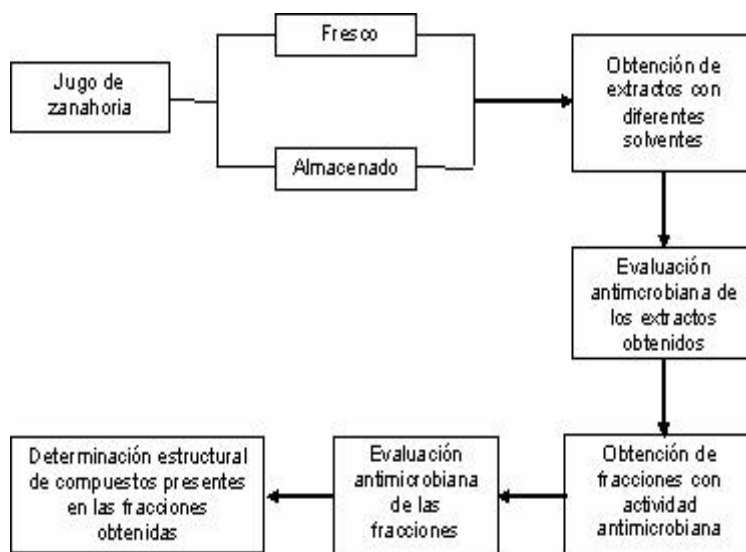 Jugo de
zanahoria
Fresco
Almacenado
Obtención de
extractos con
diferentes
solventes
Evaluación
antimcrobiana de
los extractos
obtenidos
Obtención de
fracciones con
actividad
antimicrobiana
Evaluación
antimicrobiana
de las
fracciones
Determinación estructural
de compuestos presentes
en las fracciones
obtenidas